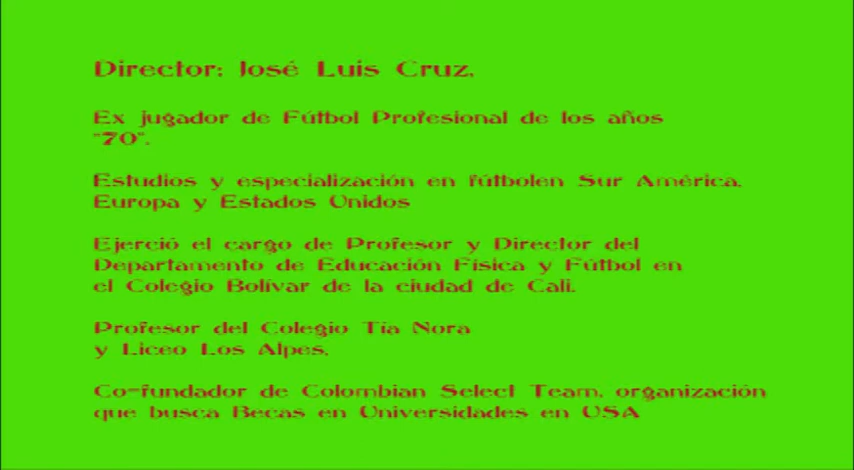 Director: José Luis Cruz.
Ex jugador de Fútbol Profesional de los años
"70".
Estudios y especialización en fútbolen Sur América,
Europa y Estados Unidos
Ejerció el cargo de Profesor y Director del
Departamento de Educación Física y Fútbol en
el Colegio Bolívar de la ciudad de Cali.
Profesor del Colegio Tía Nora
y Liceo Los Alpes.
Co-fundador de Colombian Select Team, organización
que busca Becas en Universidades en USA